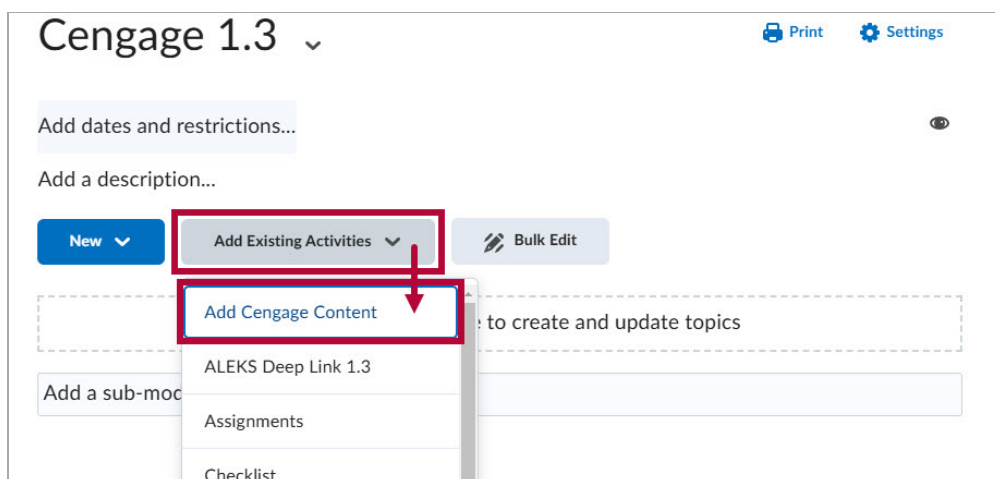 Cengage 1.3
Print Settings
Add dates and restrictions...
Add a description...
New Add Existing Activities Bulk Edit
Add Cengage Content
to create and update topics
ALEKS Deep Link 1.3
Add a sub-mod
Assignments
Checklist